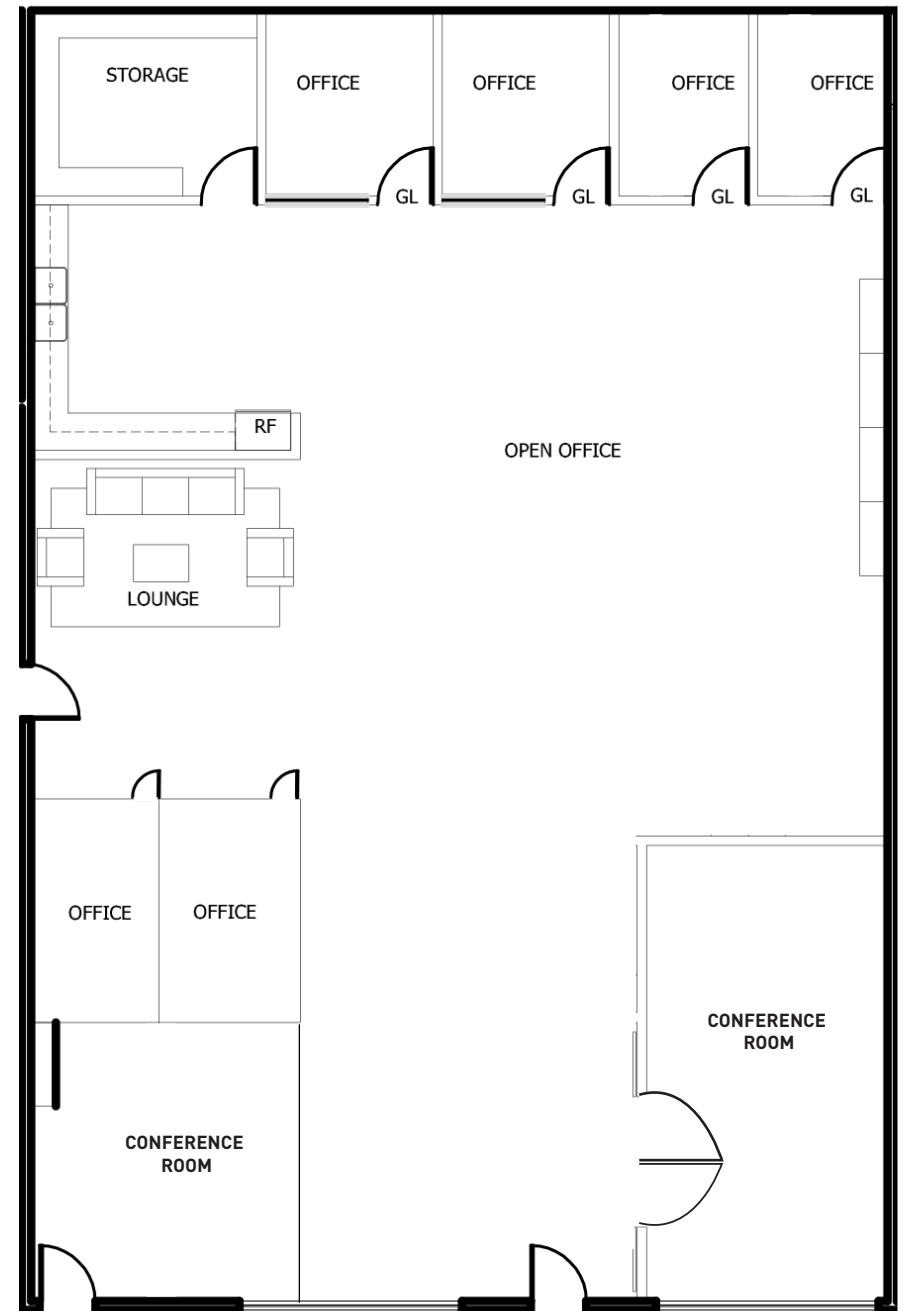 STORAGE
OFFICE
OFFICE
OFFICE
OFFICE
GL
GL
GL
GL
RF
OPEN OFFICE
LOUNGE
OFFICE
OFFICE
CONFERENCE
ROOM
CONFERENCE
ROOM